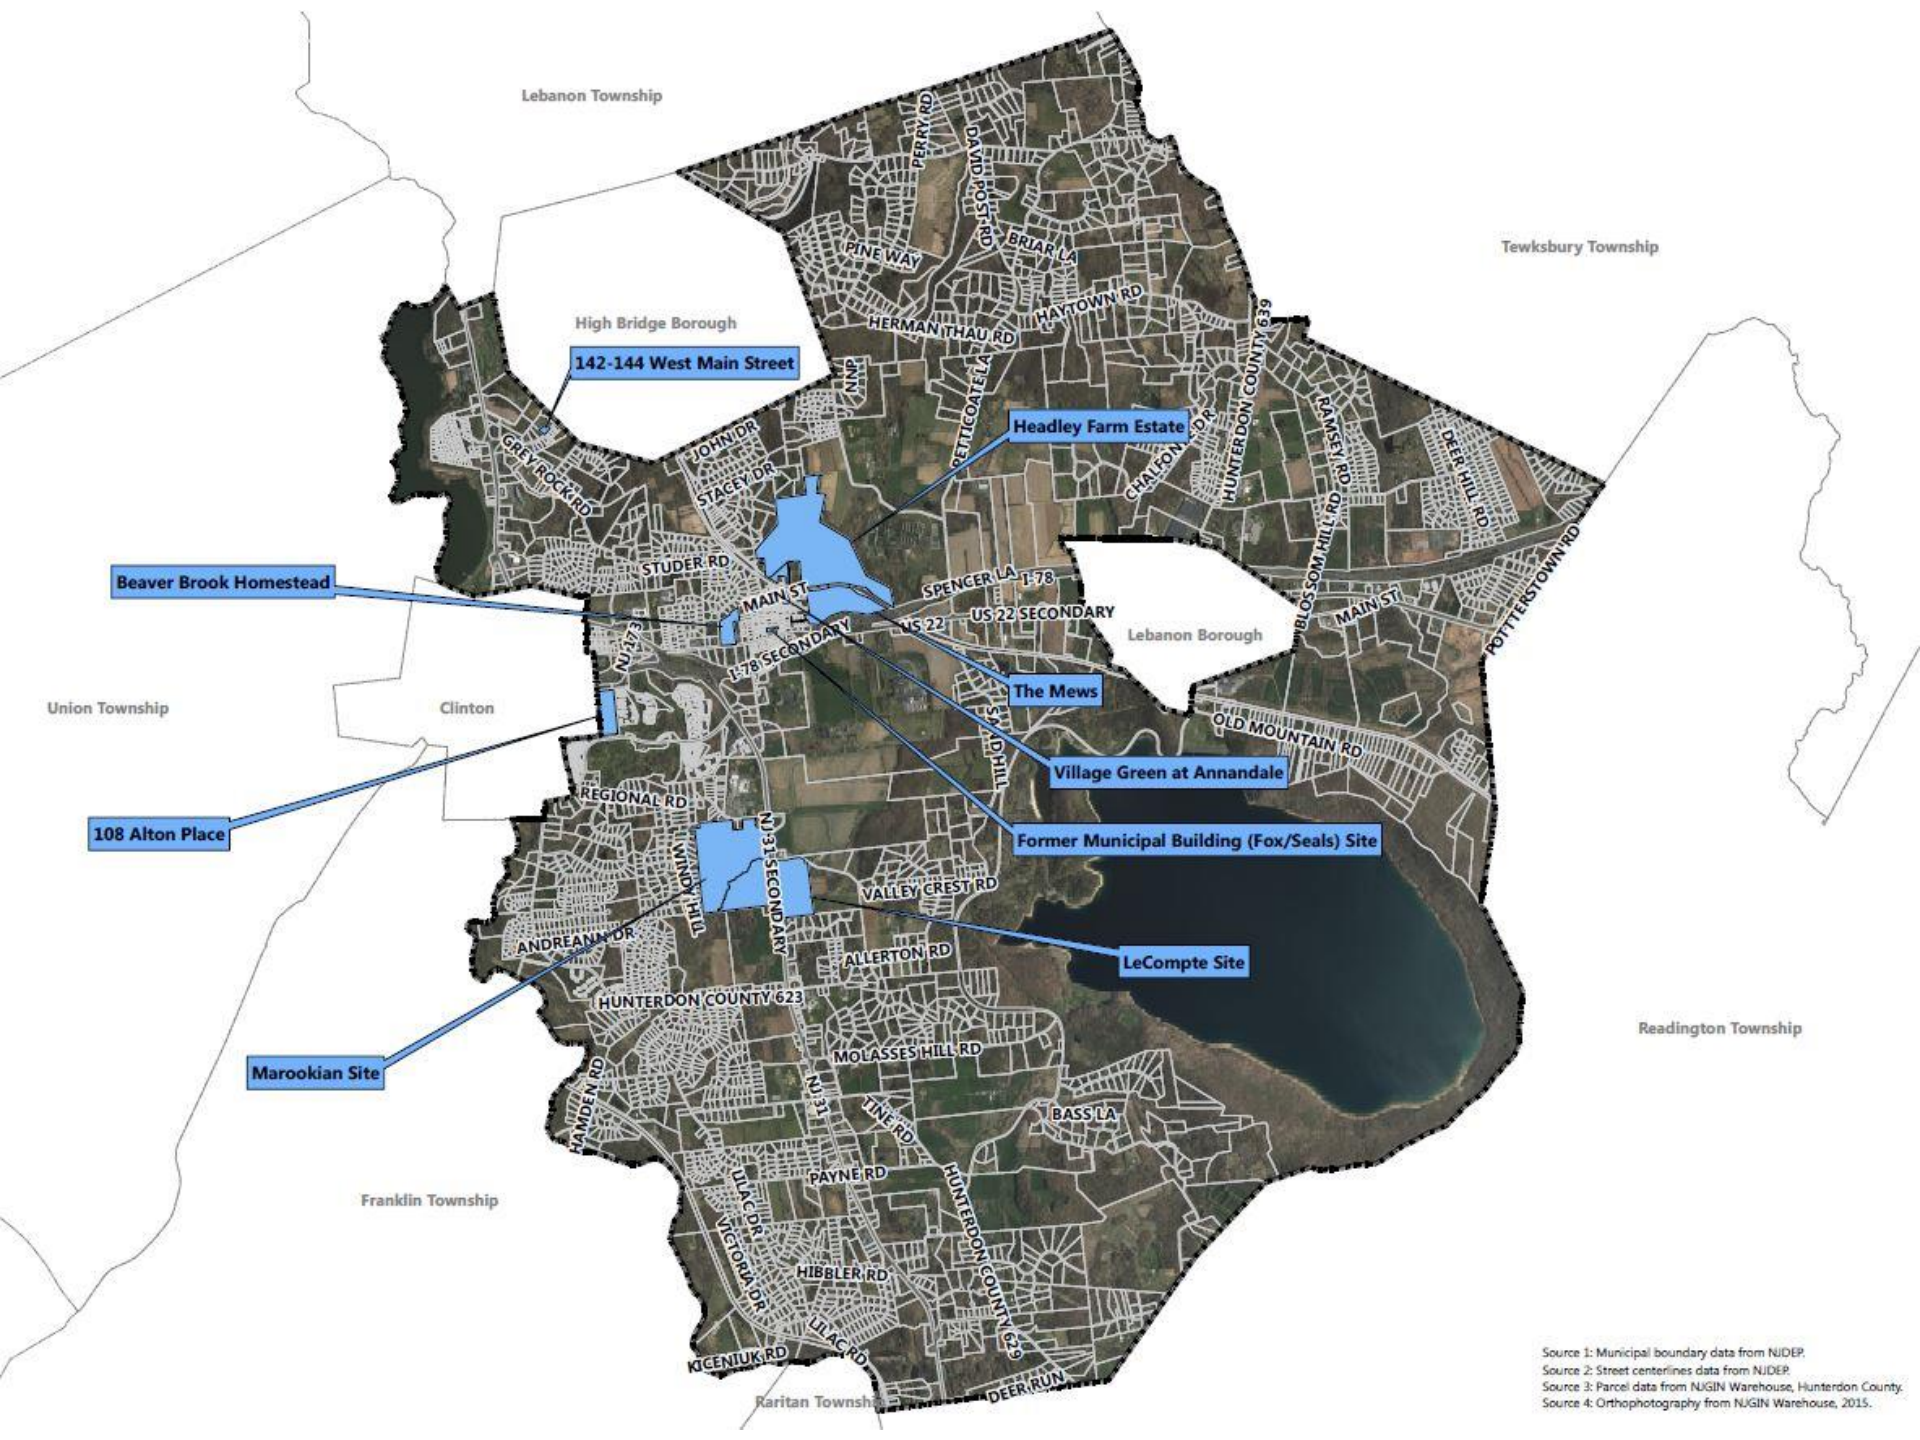 Lebanon Township
PERRY RD
DAVID POST RD
Tewksbury Township
PINE WAY
BRIAR LA
High Bridge Borough
HERMAN THAU RD
HAYTOWN RD
HUNTERDON COUNTY 639
142-144 West Main Street
NNP
PETTICOATE LA
Headley Farm Estate
JOHN DR
GREY ROCK RD
STACEY DR
RAMSEY RD
DEER HILL RD
BLOSSOM HILL RD
POTTTERSTOWN RD
Beaver Brook Homestead
STUDER RD
MAIN ST
SPENCER LA
I-78
US 22
US 22 SECONDARY
MAIN ST
Lebanon Borough
NJ 173
I-78 SECONDARY
The Mews
Union Township
Clinton
SAND HILL
OLD MOUNTAIN RD
Village Green at Annandale
REGIONAL RD
108 Alton Place
Former Municipal Building (Fox/Seals) Site
WINDY HILL
NJ 31 SECONDARY
VALLEY CREST RD
ANDREANN DR
ALLERTON RD
LeCompte Site
HUNTERDON COUNTY 623
Readington Township
Marookian Site
MOLASSES HILL RD
HAMDEN RD
NJ 31
TINE RD
BASS LA
PAYNE RD
Franklin Township
LILAC DR
VICTORIA DR
HUNTERDON COUNTY 629
HIBBLER RD
LILAC RD
KICENIUK RD
DEER RUN
Raritan Townshi
Source 1: Municipal boundary data from NJDEP.
Source 2: Street centerlines data from NJDEP.
Source 3: Parcel data from NJGIN Warehouse, Hunterdon County.
Source 4: Orthophotography from NJGIN Warehouse, 2015.